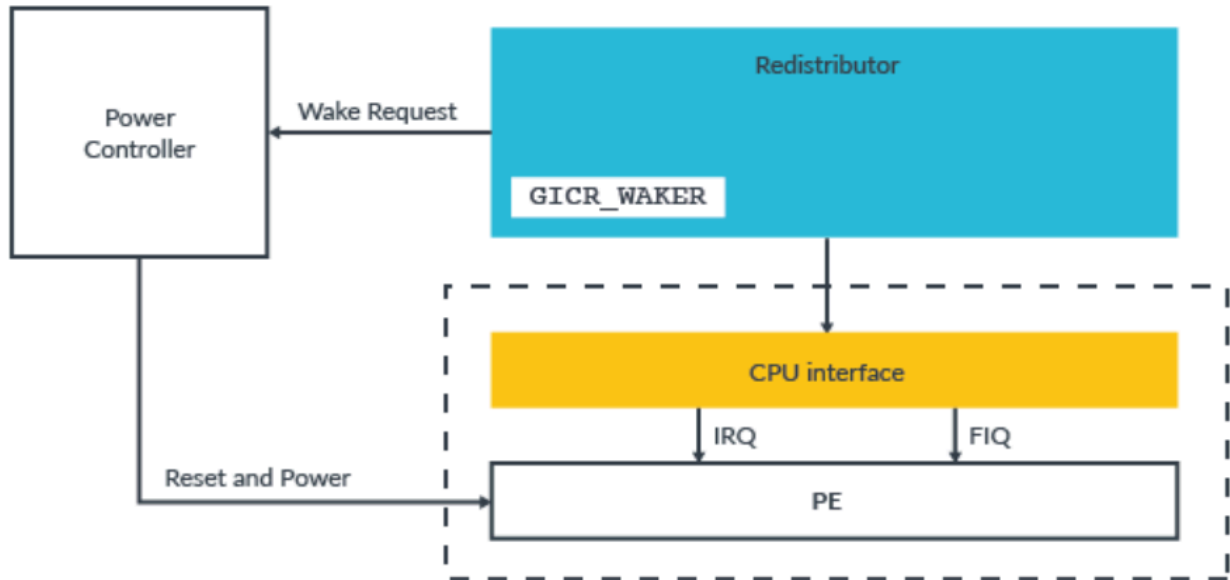 Redistributor
Power
Controller
Wake Request
GICR_WAKER
CPU interface
IRQ
FIQ
Reset and Power
PE